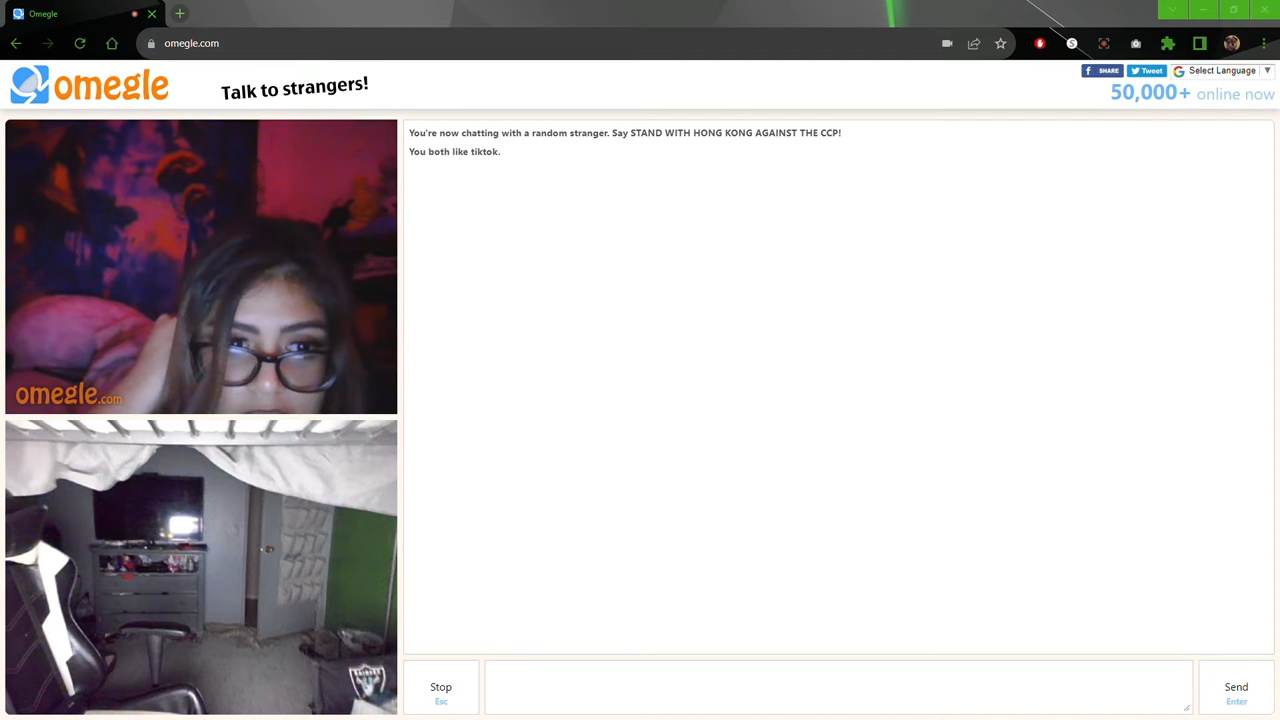 Omegle
omegle.com
omegle
Talk to strangers!
SHARE
Tweet
Select Language
50,000+ online now
You're now chatting with a random stranger. Say STAND WITH HONG KONG AGAINST THE CCP!
You both like tiktok.
omegle.com
RAIDERS
Stop
Esc
Send
Enter